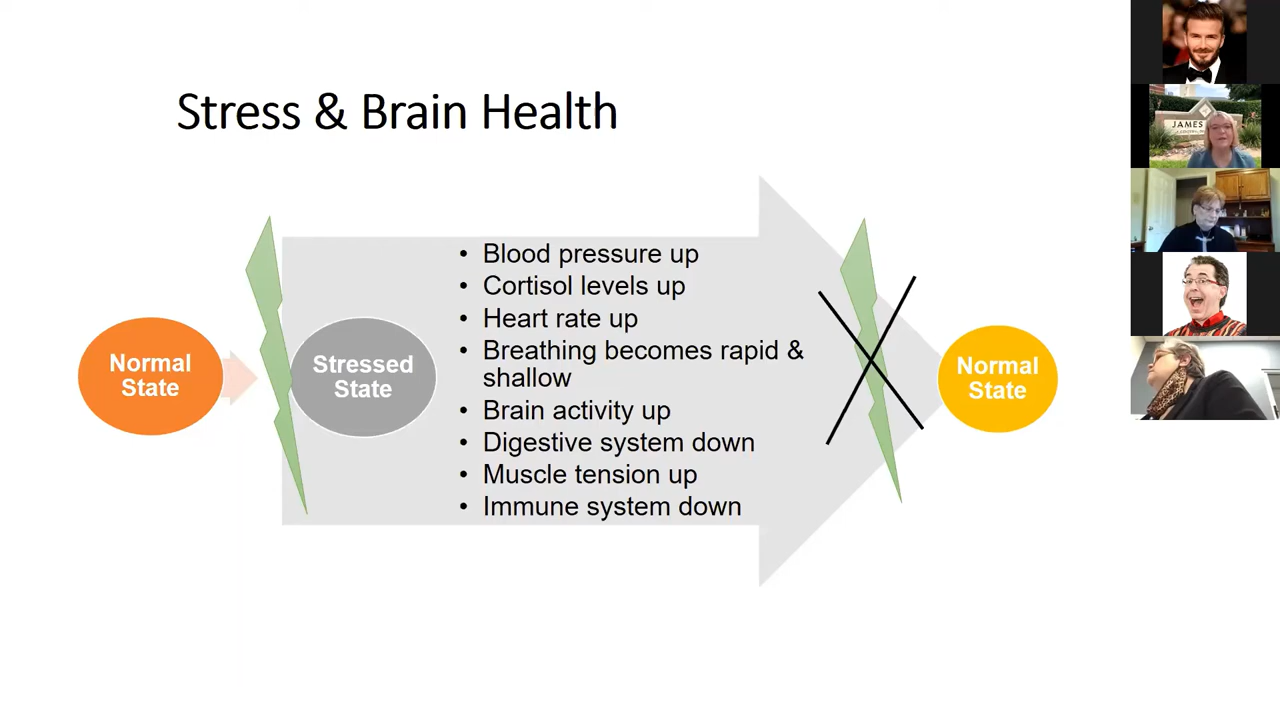 Stress & Brain Health
Normal
State
Stressed
State
• Blood pressure up
• Cortisol levels up
• Heart rate up
• Breathing becomes rapid &
shallow
• Brain activity up
• Digestive system down
• Muscle tension up
• Immune system down
Normal
State
JAMES